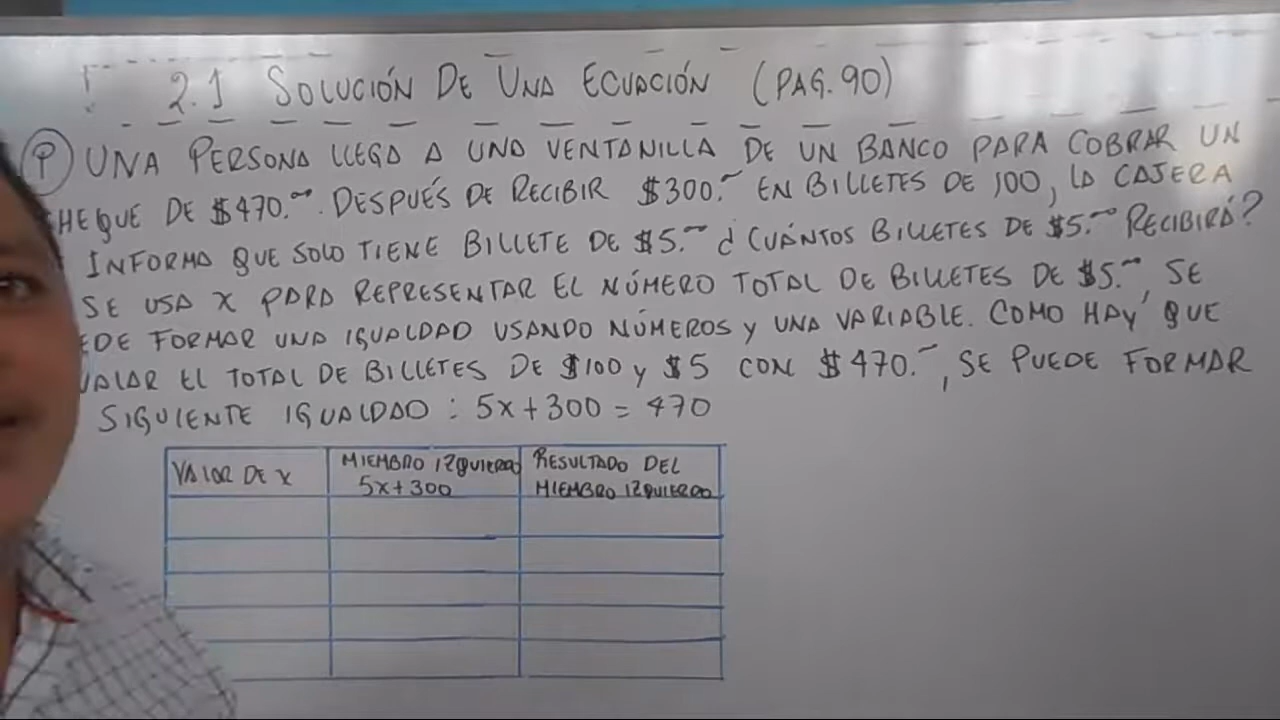 2.1 SOLUCIÓN DE UNA ECUACIÓN (PAG.90)
P UNA PERSONA LLEGA A UNA VENTANILLA DE UN BANCO PARA COBRAR UN
HEQUE DE $470.00. DESPUÉS DE RECIBIR $300.00 EN BILLETES DE 100, LA CAJERA
INFORMA QUE SOLO TIENE BILLETE DE $5.00 ¿CUÁNTOS BILLETES DE $5.00 RECIBIRÁ?
SE USA X PARA REPRESENTAR EL NÚMERO TOTAL DE BILLETES DE $5.00, SE
EDE FORMAR UNA IGUALDAD USANDO NÚMEROS Y UNA VARIABLE. COMO HAY QUE
UALAR EL TOTAL DE BILLETES DE $100 Y $5 CON $470.00, SE PUEDE FORMAR
SIGUIENTE IGUALDAD: 5X+300=470
VALOR DE X
MIEMBRO IZQUIERDO
5X+300
RESULTADO DEL
MIEMBRO IZQUIERDO